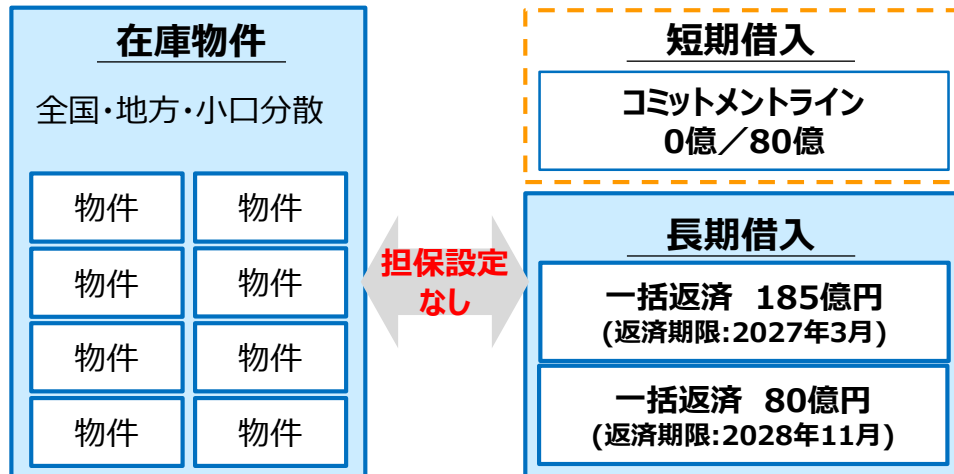 在庫物件
全国・地方・小口分散
物件
物件
物件
物件
物件
物件
物件
物件
担保設定
なし
短期借入
コミットメントライン
0億／80億
長期借入
一括返済 185億円
(返済期限:2027年3月)
一括返済 80億円
(返済期限:2028年11月)